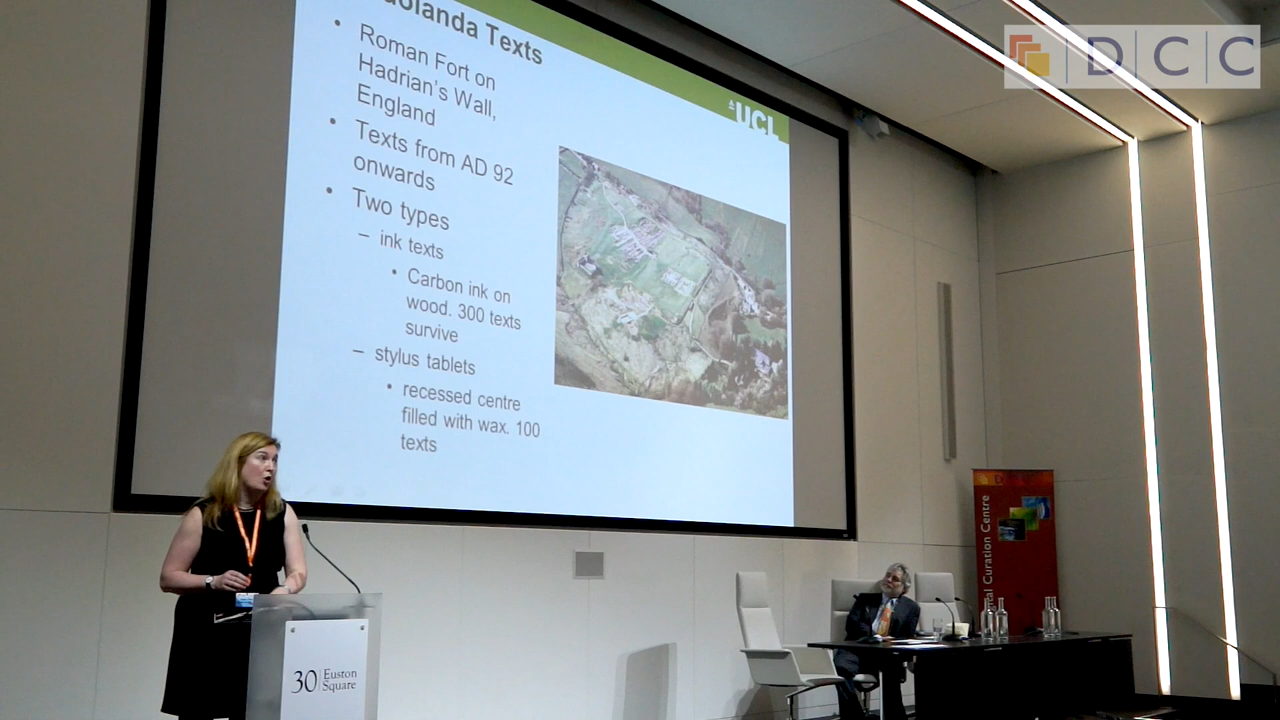 Texts
UCL
• Roman Fort on
Hadrian's Wall,
England
• Texts from AD 92
onwards
• Two types
– ink texts
• Carbon ink on
wood. 300 texts
survive
– stylus tablets
• recessed centre
filled with wax. 100
texts
DCC
Curation Centre
30 Euston
Square